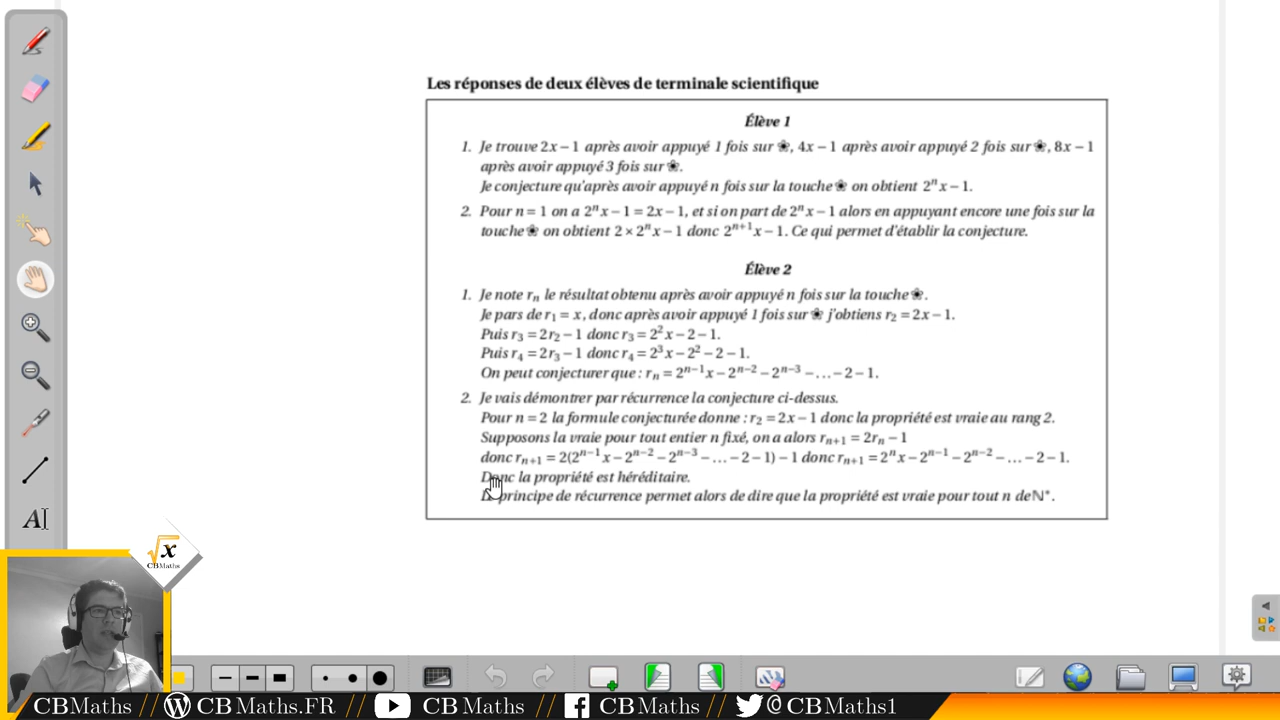 Les réponses de deux élèves de terminale scientifique
Élève 1
1. Je trouve 2x − 1 après avoir appuyé 1 fois sur ❀, 4x − 1 après avoir appuyé 2 fois sur ❀, 8x − 1
après avoir appuyé 3 fois sur ❀.
Je conjecture qu'après avoir appuyé n fois sur la touche ❀ on obtient 2ⁿx − 1.
2. Pour n = 1 on a 2ⁿx − 1 = 2x − 1, et si on part de 2ⁿx − 1 alors en appuyant encore une fois sur la
touche ❀ on obtient 2 × 2ⁿx − 1 donc 2ⁿ⁺¹x − 1. Ce qui permet d'établir la conjecture.
Élève 2
1. Je note rₙ le résultat obtenu après avoir appuyé n fois sur la touche ❀.
Je pars de r₁ = x, donc après avoir appuyé 1 fois sur ❀ j'obtiens r₂ = 2x − 1.
Puis r₃ = 2r₂ − 1 donc r₃ = 2²x − 2 − 1.
Puis r₄ = 2r₃ − 1 donc r₄ = 2³x − 2² − 2 − 1.
On peut conjecturer que : rₙ = 2ⁿ⁻¹x − 2ⁿ⁻² − 2ⁿ⁻³ − … − 2 − 1.
2. Je vais démontrer par récurrence la conjecture ci-dessus.
Pour n = 2 la formule conjecturée donne : r₂ = 2x − 1 donc la propriété est vraie au rang 2.
Supposons la vraie pour tout entier n fixé, on a alors rₙ₊₁ = 2rₙ − 1
donc rₙ₊₁ = 2(2ⁿ⁻¹x − 2ⁿ⁻² − 2ⁿ⁻³ − … − 2 − 1) − 1 donc rₙ₊₁ = 2ⁿx − 2ⁿ⁻¹ − 2ⁿ⁻² − … − 2 − 1.
Donc la propriété est héréditaire.
Le principe de récurrence permet alors de dire que la propriété est vraie pour tout n de ℕ*.
√x
CBMaths
AI
CBMaths // CBMaths.FR // CB Maths // CBMaths // @CBMaths1